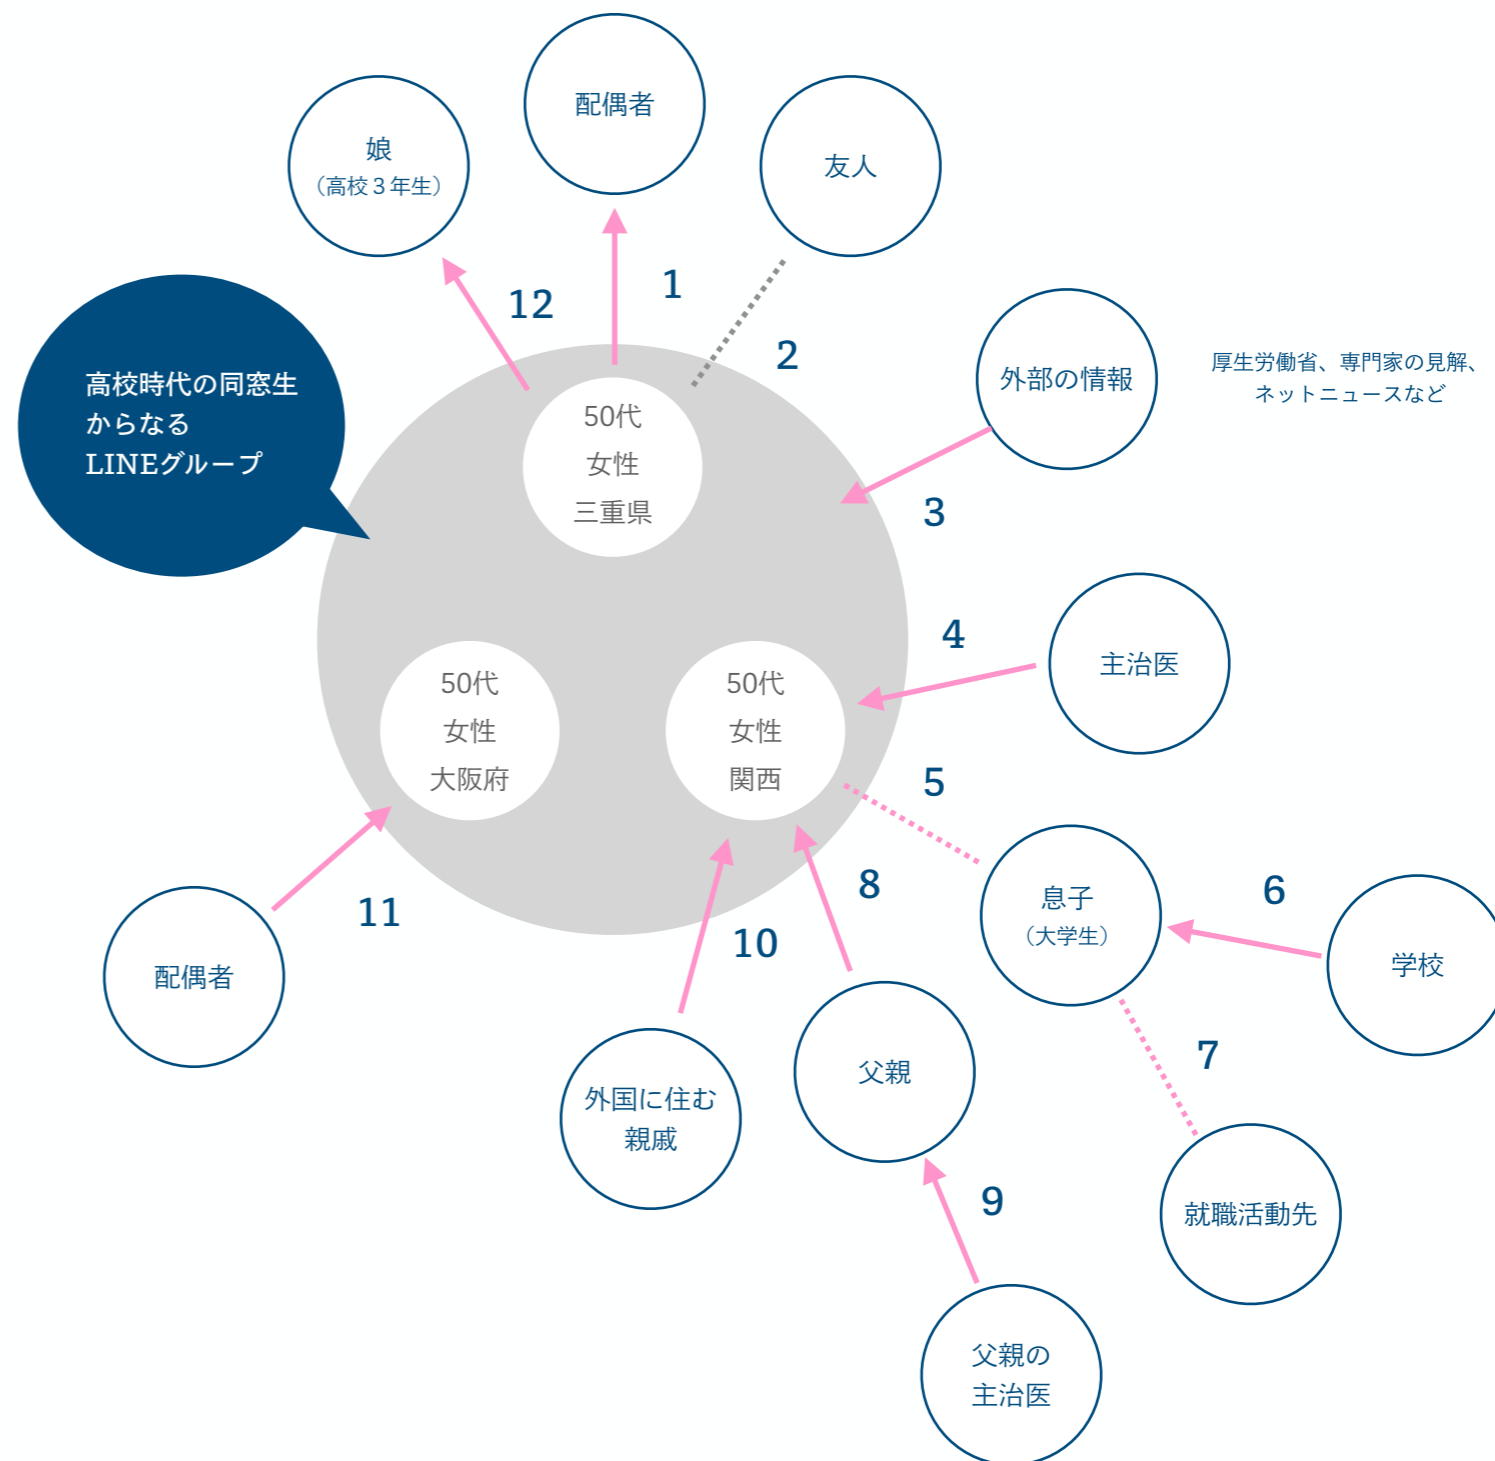 配偶者
娘
（高校３年生）
友人
1
12
2
高校時代の同窓生
からなる
LINEグループ
外部の情報
厚生労働省、専門家の見解、
ネットニュースなど
50代
女性
三重県
3
4
主治医
50代
女性
大阪府
50代
女性
関西
5
息子
（大学生）
6
学校
8
11
10
配偶者
7
父親
外国に住む
親戚
9
就職活動先
父親の
主治医